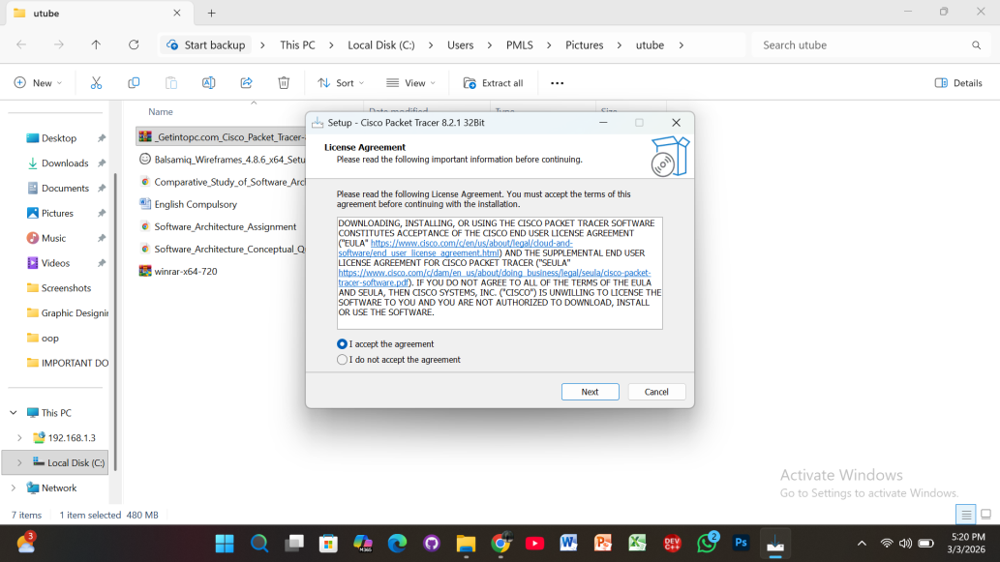 utube
Start backup > This PC > Local Disk (C:) > Users > PMLS > Pictures > utube >
Search utube
New
Sort
View
Extract all
Details
Name
Date modified
Type
Size
Desktop
Downloads
Documents
Pictures
Music
Videos
Screenshots
Graphic Designi
oop
IMPORTANT DO
This PC
192.168.1.3
Local Disk (C:)
Network
_Getintopc.com_Cisco_Packet_Tracer-
Balsamiq_Wireframes_4.8.6_x64_Setu
Comparative_Study_of_Software_Arc
English Compulsory
Software_Architecture_Assignment
Software_Architecture_Conceptual_Q
winrar-x64-720
Setup - Cisco Packet Tracer 8.2.1 32Bit
License Agreement
Please read the following important information before continuing.
Please read the following License Agreement. You must accept the terms of this
agreement before continuing with the installation.
DOWNLOADING, INSTALLING, OR USING THE CISCO PACKET TRACER SOFTWARE
CONSTITUTES ACCEPTANCE OF THE CISCO END USER LICENSE AGREEMENT
("EULA" https://www.cisco.com/c/en/us/about/legal/cloud-and-
software/end_user_license_agreement.html) AND THE SUPPLEMENTAL END USER
LICENSE AGREEMENT FOR CISCO PACKET TRACER ("SEULA"
https://www.cisco.com/c/dam/en_us/about/doing_business/legal/seula/cisco-packet-
tracer-software.pdf). IF YOU DO NOT AGREE TO ALL OF THE TERMS OF THE EULA
AND SEULA, THEN CISCO SYSTEMS, INC. ("CISCO") IS UNWILLING TO LICENSE THE
SOFTWARE TO YOU AND YOU ARE NOT AUTHORIZED TO DOWNLOAD, INSTALL
OR USE THE SOFTWARE.
I accept the agreement
I do not accept the agreement
Next
Cancel
Activate Windows
Go to Settings to activate Windows.
7 items
1 item selected 480 MB
3
M365
DEV
C++
2
Ps
5:20 PM
3/3/2026